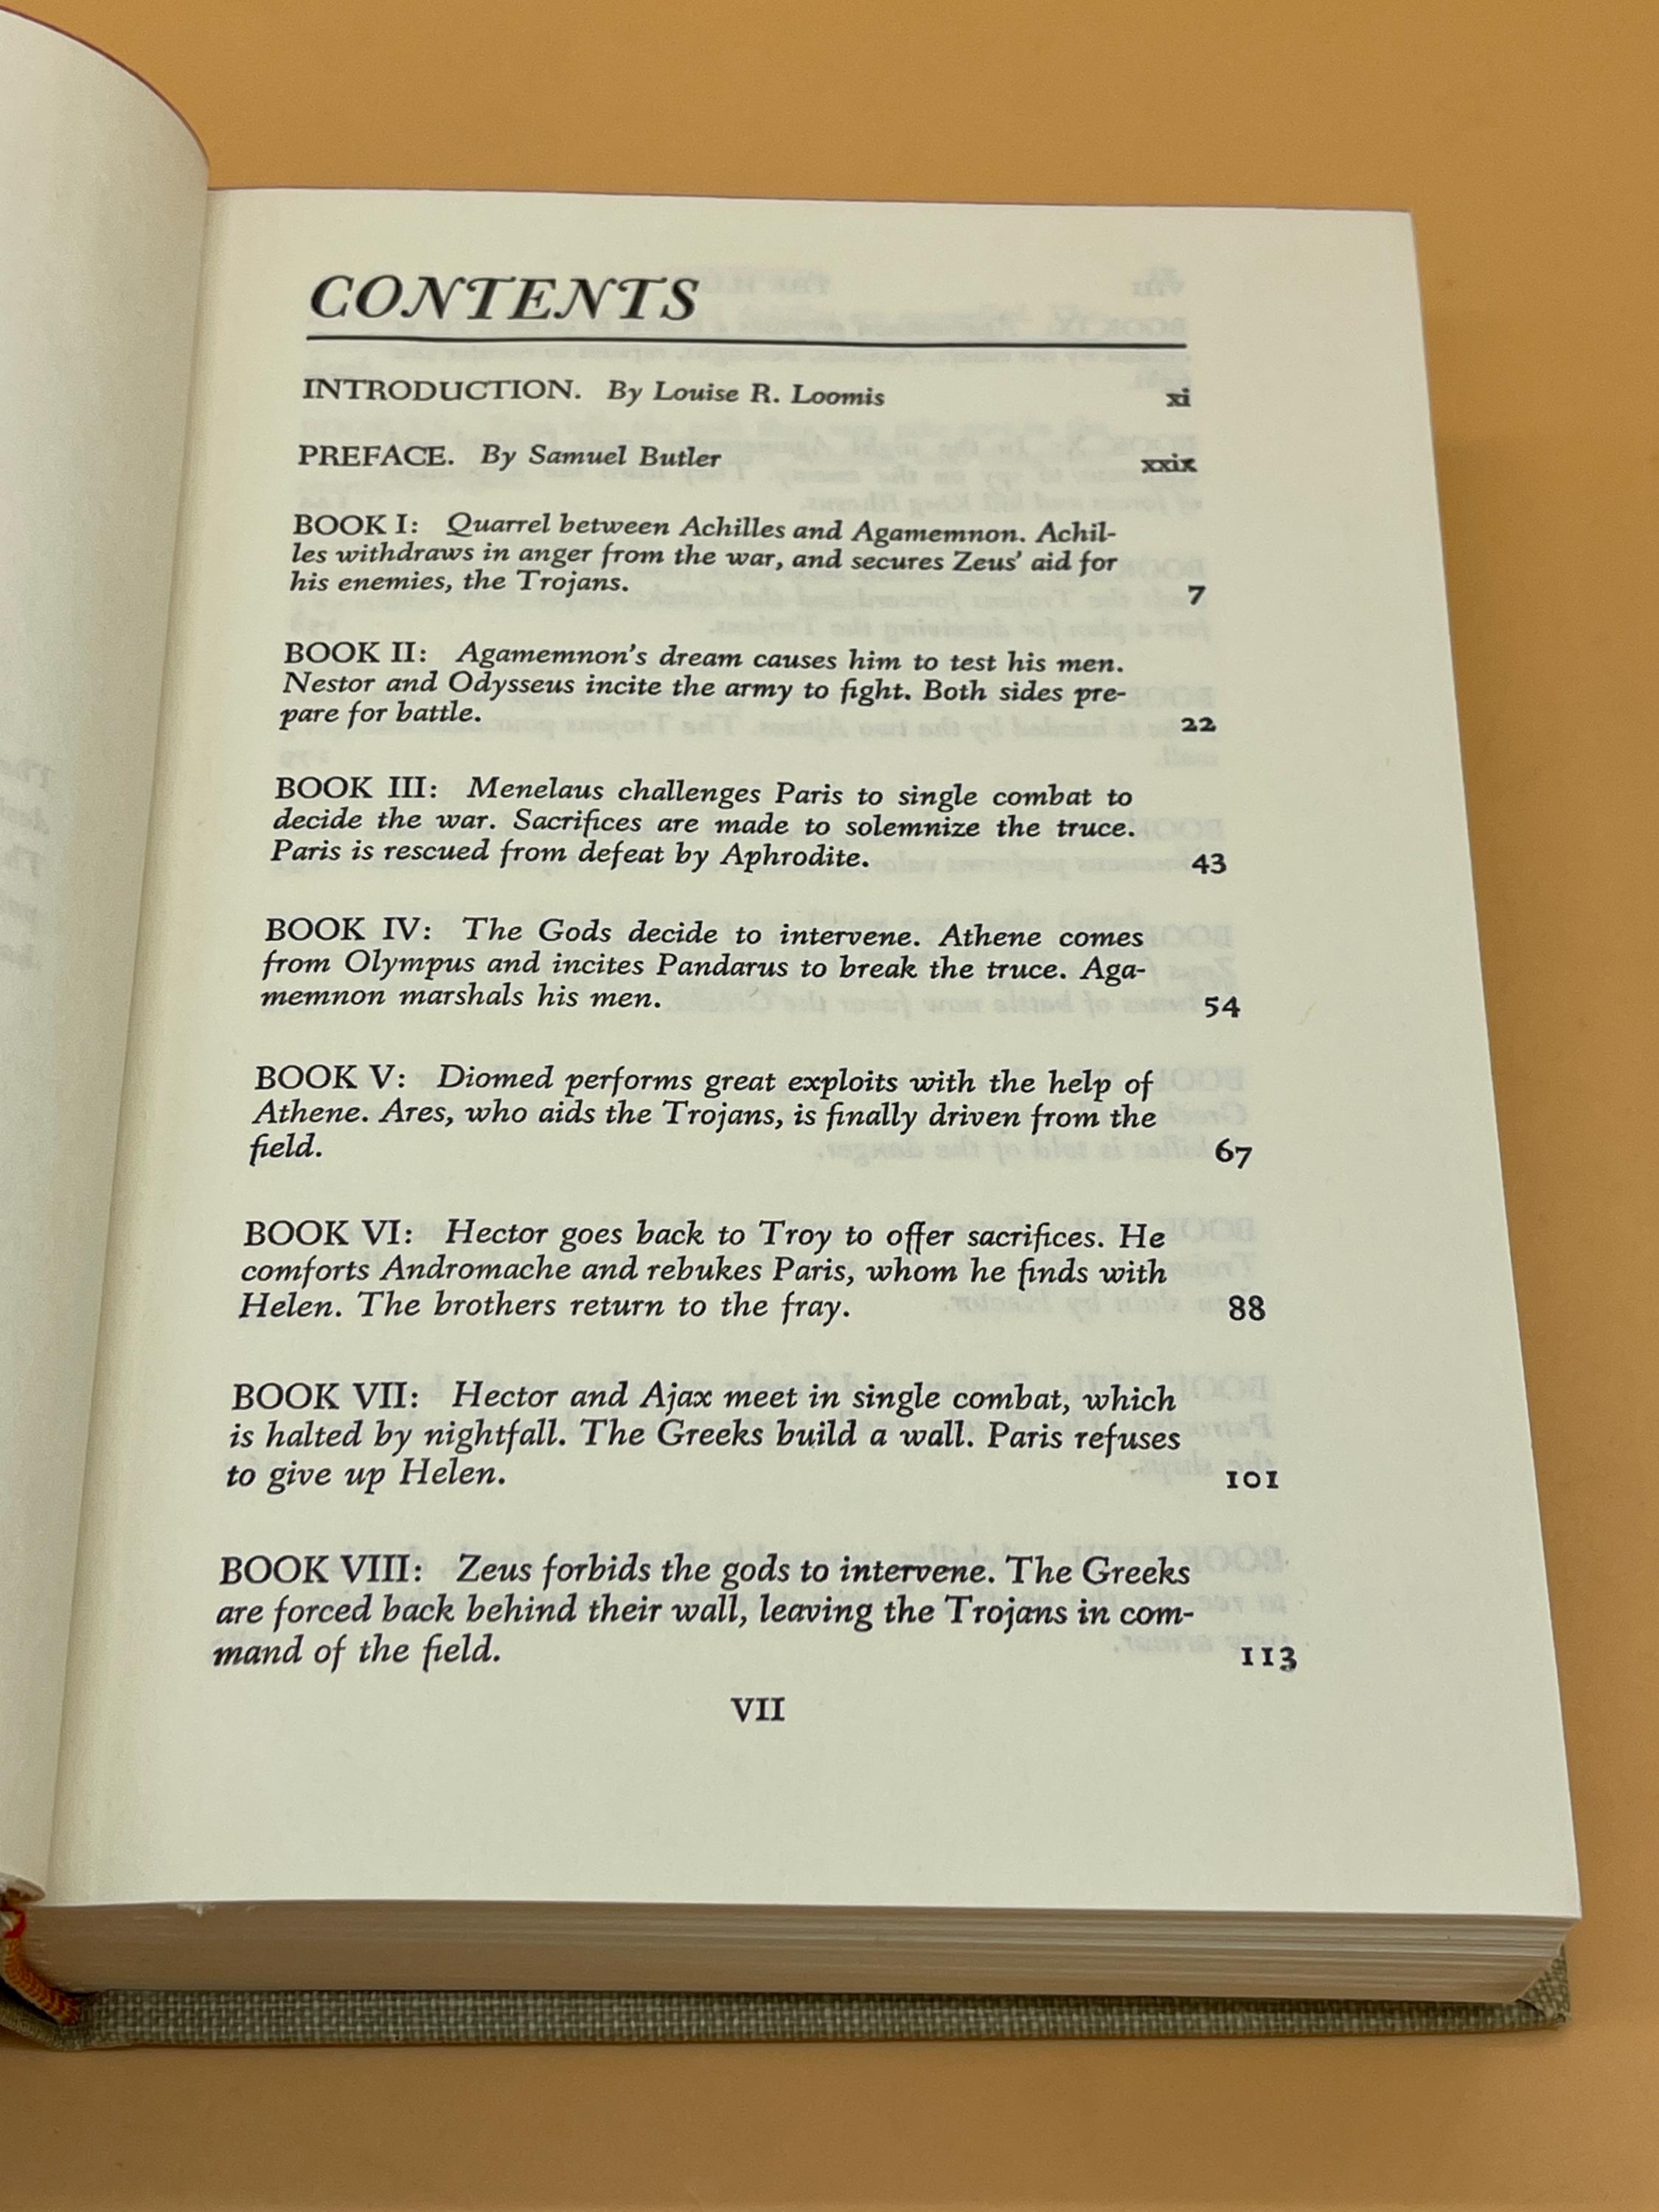 CONTENTS
INTRODUCTION. By Louise R. Loomis xi
PREFACE. By Samuel Butler xxix
BOOK I: Quarrel between Achilles and Agamemnon. Achil-
les withdraws in anger from the war, and secures Zeus' aid for
his enemies, the Trojans. 7
BOOK II: Agamemnon's dream causes him to test his men.
Nestor and Odysseus incite the army to fight. Both sides pre-
pare for battle. 22
BOOK III: Menelaus challenges Paris to single combat to
decide the war. Sacrifices are made to solemnize the truce.
Paris is rescued from defeat by Aphrodite. 43
BOOK IV: The Gods decide to intervene. Athene comes
from Olympus and incites Pandarus to break the truce. Aga-
memnon marshals his men. 54
BOOK V: Diomed performs great exploits with the help of
Athene. Ares, who aids the Trojans, is finally driven from the
field. 67
BOOK VI: Hector goes back to Troy to offer sacrifices. He
comforts Andromache and rebukes Paris, whom he finds with
Helen. The brothers return to the fray. 88
BOOK VII: Hector and Ajax meet in single combat, which
is halted by nightfall. The Greeks build a wall. Paris refuses
to give up Helen. 101
BOOK VIII: Zeus forbids the gods to intervene. The Greeks
are forced back behind their wall, leaving the Trojans in com-
mand of the field. 113
VII